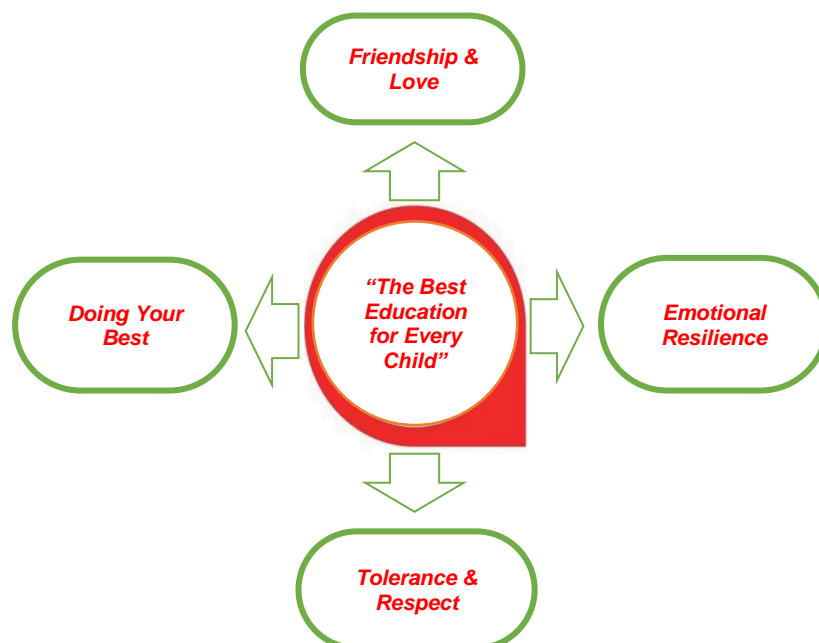 Friendship &
Love
“The Best
Education
for Every
Child”
Doing Your
Best
Emotional
Resilience
Tolerance &
Respect